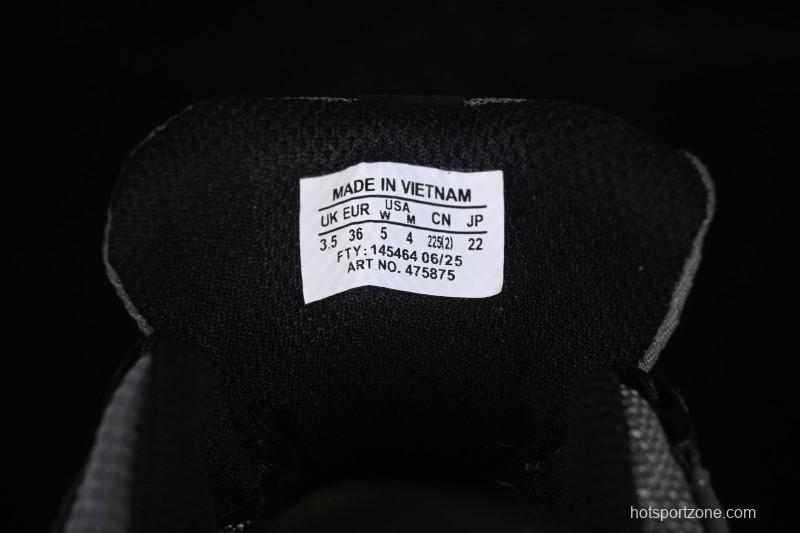 MADE IN VIETNAM
USA
UK EUR W M CN JP
3.5 36 5 4 225(2) 22
FTY: 145464 06/25
ART NO. 475875
hotsportzone.com